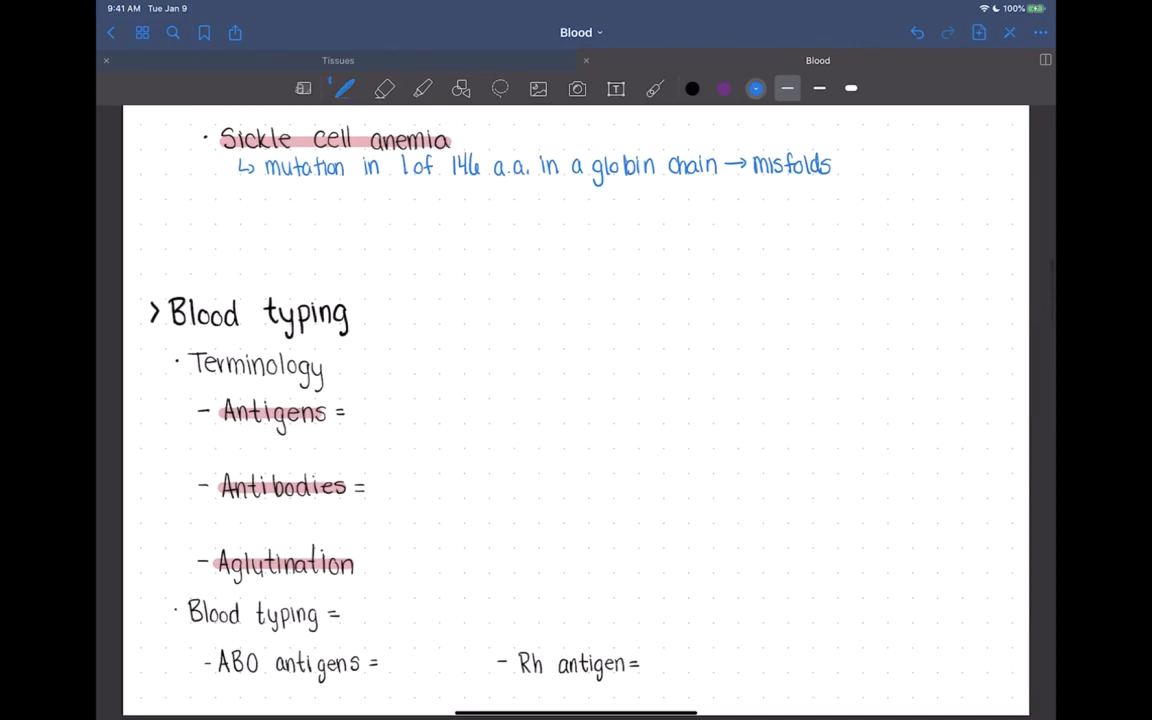 9:41 AM Tue Jan 9
100%
Blood
Tissues
Blood
· Sickle cell anemia
↳ mutation in 1 of 146 a.a. in a globin chain → misfolds
> Blood typing
· Terminology
- Antigens =
- Antibodies =
- Aglutination
· Blood typing =
- ABO antigens = - Rh antigen =